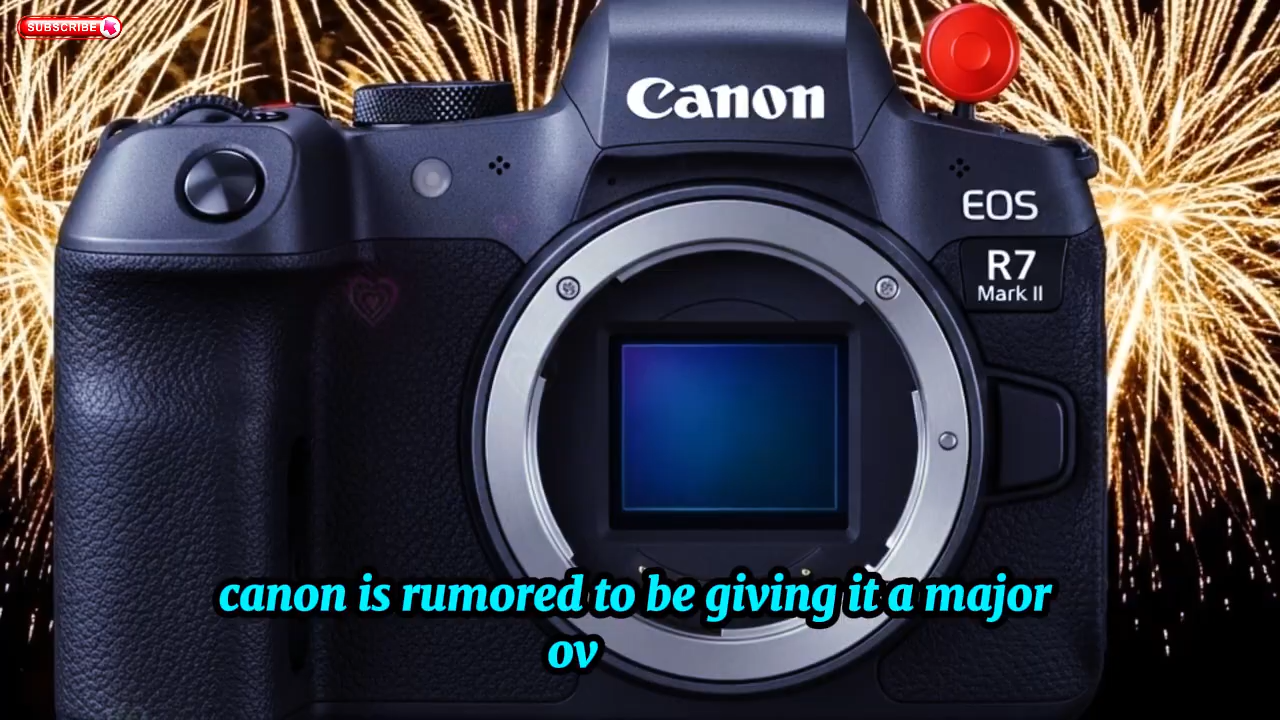 SUBSCRIBE
Canon
EOS
R7
Mark II
canon is rumored to be giving it a major
ov